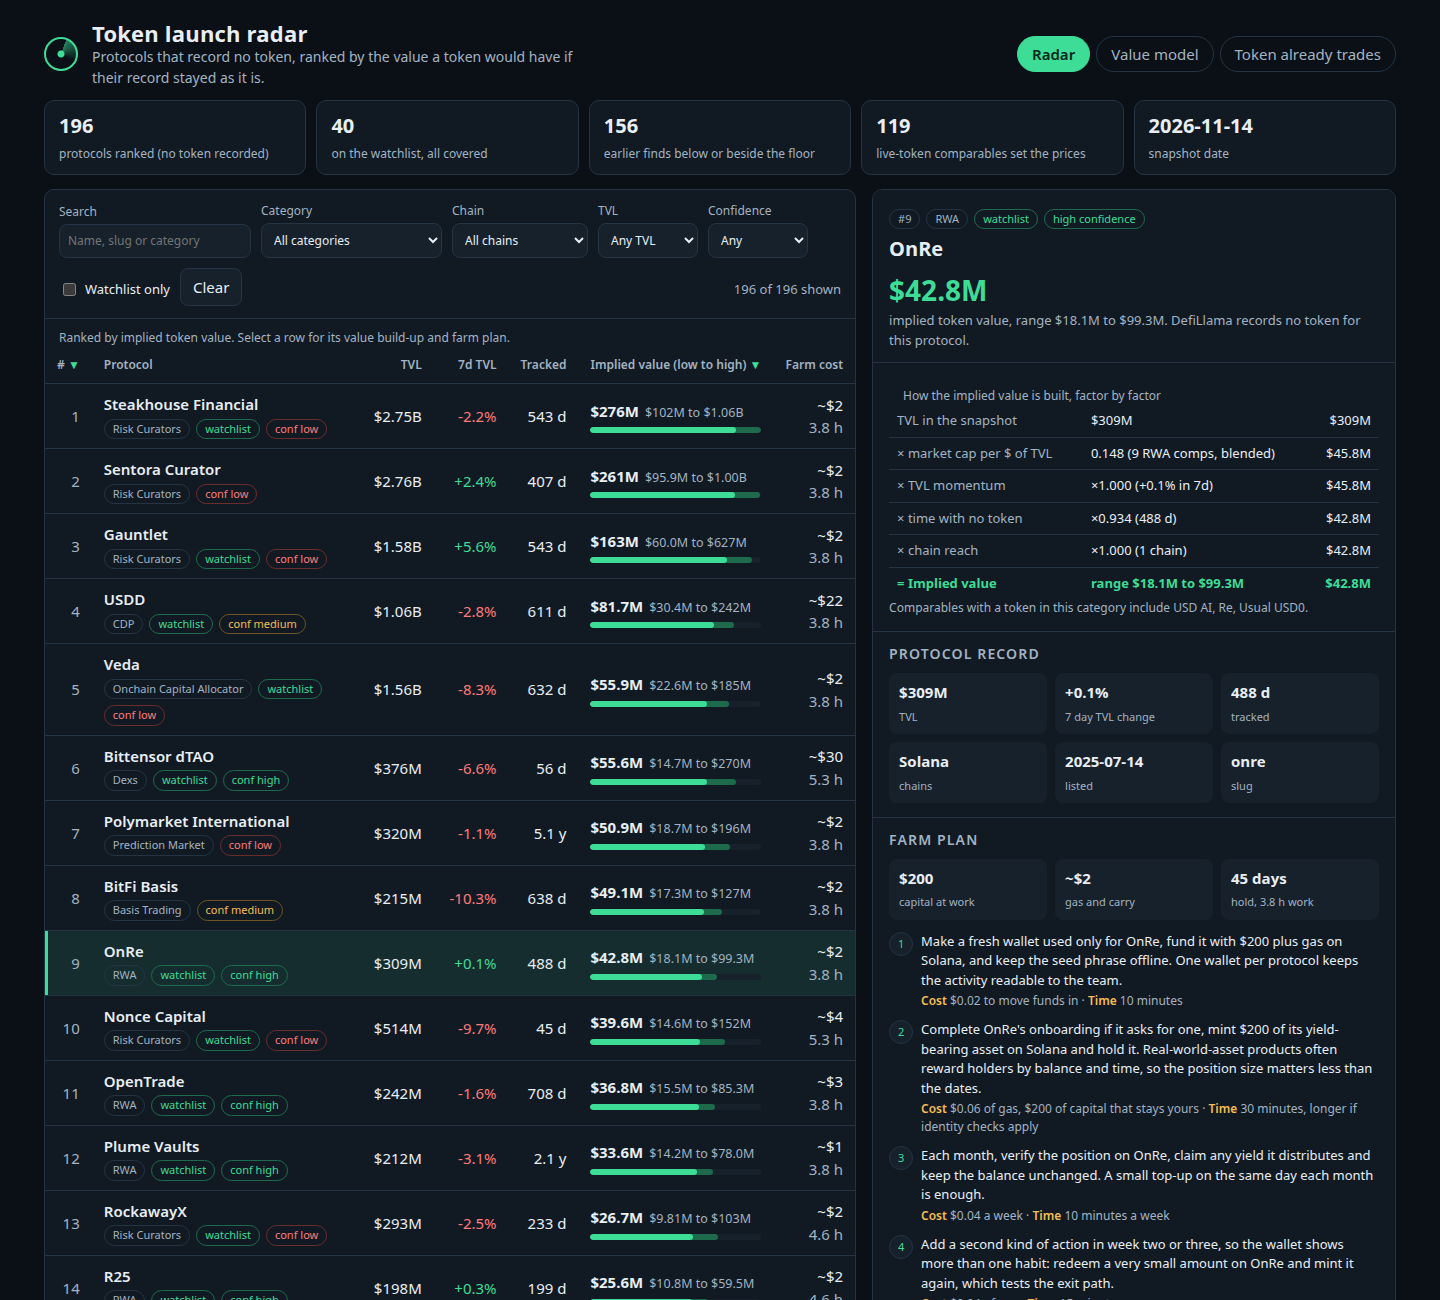 Token launch radar
Protocols that record no token, ranked by the value a token would have if
their record stayed as it is.
Radar
Value model
Token already trades
196
protocols ranked (no token recorded)
40
on the watchlist, all covered
156
earlier finds below or beside the floor
119
live-token comparables set the prices
2026-11-14
snapshot date
Search
Category
Chain
TVL
Confidence
Name, slug or category
All categories
All chains
Any TVL
Any
Watchlist only
Clear
196 of 196 shown
Ranked by implied token value. Select a row for its value build-up and farm plan.
# ▼ Protocol TVL 7d TVL Tracked Implied value (low to high) ▼ Farm cost
1 Steakhouse Financial $2.75B -2.2% 543 d $276M $102M to $1.06B ~$2
Risk Curators watchlist conf low 3.8 h
2 Sentora Curator $2.76B +2.4% 407 d $261M $95.9M to $1.00B ~$2
Risk Curators conf low 3.8 h
3 Gauntlet $1.58B +5.6% 543 d $163M $60.0M to $627M ~$2
Risk Curators watchlist conf low 3.8 h
4 USDD $1.06B -2.8% 611 d $81.7M $30.4M to $242M ~$22
CDP watchlist conf medium 3.8 h
5 Veda $1.56B -8.3% 632 d $55.9M $22.6M to $185M ~$2
Onchain Capital Allocator watchlist 3.8 h
conf low
6 Bittensor dTAO $376M -6.6% 56 d $55.6M $14.7M to $270M ~$30
Dexs watchlist conf high 5.3 h
7 Polymarket International $320M -1.1% 5.1 y $50.9M $18.7M to $196M ~$2
Prediction Market conf low 3.8 h
8 BitFi Basis $215M -10.3% 638 d $49.1M $17.3M to $127M ~$2
Basis Trading conf medium 3.8 h
9 OnRe $309M +0.1% 488 d $42.8M $18.1M to $99.3M ~$2
RWA watchlist conf high 3.8 h
10 Nonce Capital $514M -9.7% 45 d $39.6M $14.6M to $152M ~$4
Risk Curators watchlist conf low 5.3 h
11 OpenTrade $242M -1.6% 708 d $36.8M $15.5M to $85.3M ~$3
RWA watchlist conf high 3.8 h
12 Plume Vaults $212M -3.1% 2.1 y $33.6M $14.2M to $78.0M ~$1
RWA watchlist conf high 3.8 h
13 RockawayX $293M -2.5% 233 d $26.7M $9.81M to $103M ~$2
Risk Curators watchlist conf low 4.6 h
14 R25 $198M +0.3% 199 d $25.6M $10.8M to $59.5M ~$2
RWA watchlist conf high 4.6 h
#9 RWA watchlist high confidence
OnRe
$42.8M
implied token value, range $18.1M to $99.3M. DefiLlama records no token for
this protocol.
How the implied value is built, factor by factor
TVL in the snapshot $309M $309M
× market cap per $ of TVL 0.148 (9 RWA comps, blended) $45.8M
× TVL momentum ×1.000 (+0.1% in 7d) $45.8M
× time with no token ×0.934 (488 d) $42.8M
× chain reach ×1.000 (1 chain) $42.8M
= Implied value range $18.1M to $99.3M $42.8M
Comparables with a token in this category include USD AI, Re, Usual USD0.
PROTOCOL RECORD
$309M
TVL
+0.1%
7 day TVL change
488 d
tracked
Solana
chains
2025-07-14
listed
onre
slug
FARM PLAN
$200
capital at work
~$2
gas and carry
45 days
hold, 3.8 h work
1 Make a fresh wallet used only for OnRe, fund it with $200 plus gas on
Solana, and keep the seed phrase offline. One wallet per protocol keeps
the activity readable to the team.
Cost $0.02 to move funds in · Time 10 minutes
2 Complete OnRe's onboarding if it asks for one, mint $200 of its yield-
bearing asset on Solana and hold it. Real-world-asset products often
reward holders by balance and time, so the position size matters less than
the dates.
Cost $0.06 of gas, $200 of capital that stays yours · Time 30 minutes, longer if
identity checks apply
3 Each month, verify the position on OnRe, claim any yield it distributes and
keep the balance unchanged. A small top-up on the same day each month
is enough.
Cost $0.04 a week · Time 10 minutes a week
4 Add a second kind of action in week two or three, so the wallet shows
more than one habit: redeem a very small amount on OnRe and mint it
again, which tests the exit path.